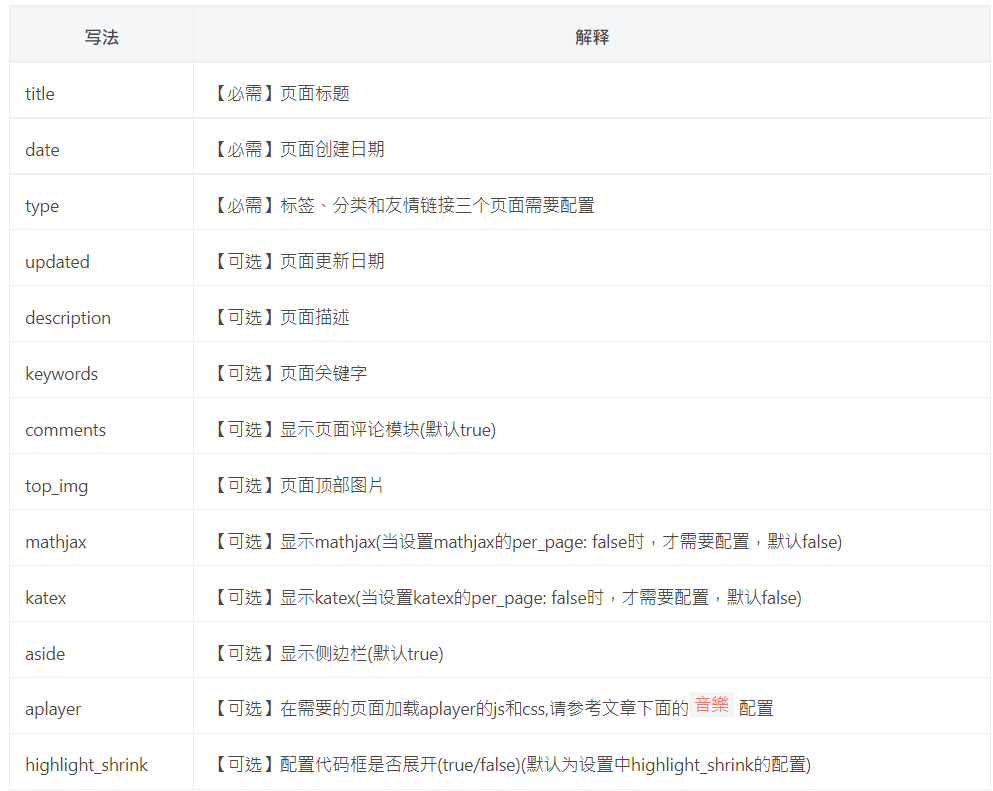 写法 解释
title 【必需】页面标题
date 【必需】页面创建日期
type 【必需】标签、分类和友情链接三个页面需要配置
updated 【可选】页面更新日期
description 【可选】页面描述
keywords 【可选】页面关键字
comments 【可选】显示页面评论模块(默认true)
top_img 【可选】页面顶部图片
mathjax 【可选】显示mathjax(当设置mathjax的per_page: false时，才需要配置，默认false)
katex 【可选】显示katex(当设置katex的per_page: false时，才需要配置，默认false)
aside 【可选】显示侧边栏(默认true)
aplayer 【可选】在需要的页面加载aplayer的js和css,请参考文章下面的音樂 配置
highlight_shrink 【可选】配置代码框是否展开(true/false)(默认为设置中highlight_shrink的配置)